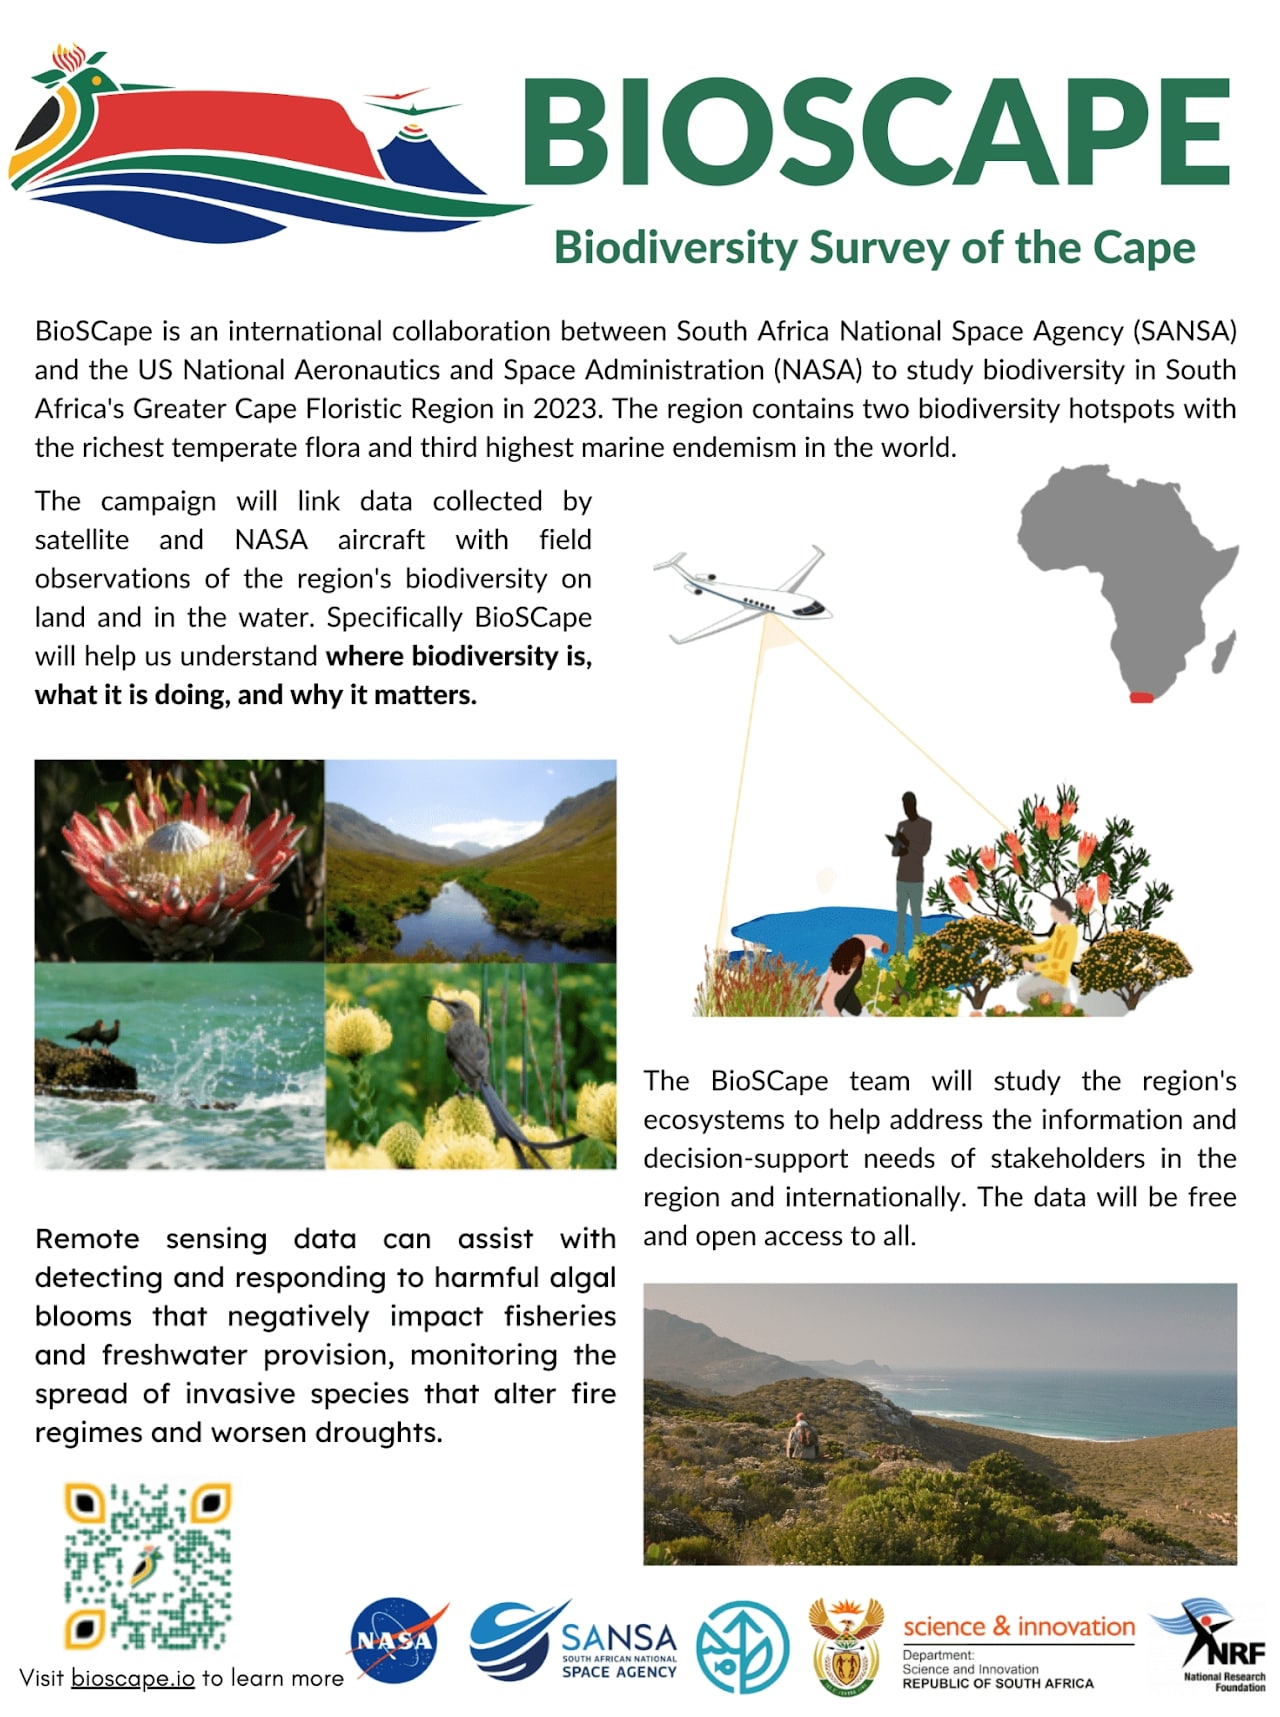 BIOSCAPE
Biodiversity Survey of the Cape
BioSCape is an international collaboration between South Africa National Space Agency (SANSA)
and the US National Aeronautics and Space Administration (NASA) to study biodiversity in South
Africa's Greater Cape Floristic Region in 2023. The region contains two biodiversity hotspots with
the richest temperate flora and third highest marine endemism in the world.
The campaign will link data collected by
satellite and NASA aircraft with field
observations of the region's biodiversity on
land and in the water. Specifically BioSCape
will help us understand where biodiversity is,
what it is doing, and why it matters.
The BioSCape team will study the region's
ecosystems to help address the information and
decision-support needs of stakeholders in the
region and internationally. The data will be free
and open access to all.
Remote sensing data can assist with
detecting and responding to harmful algal
blooms that negatively impact fisheries
and freshwater provision, monitoring the
spread of invasive species that alter fire
regimes and worsen droughts.
Visit bioscape.io to learn more
NASA
SANSA
SOUTH AFRICAN NATIONAL
SPACE AGENCY
science & innovation
Department:
Science and Innovation
REPUBLIC OF SOUTH AFRICA
NRF
National Research
Foundation